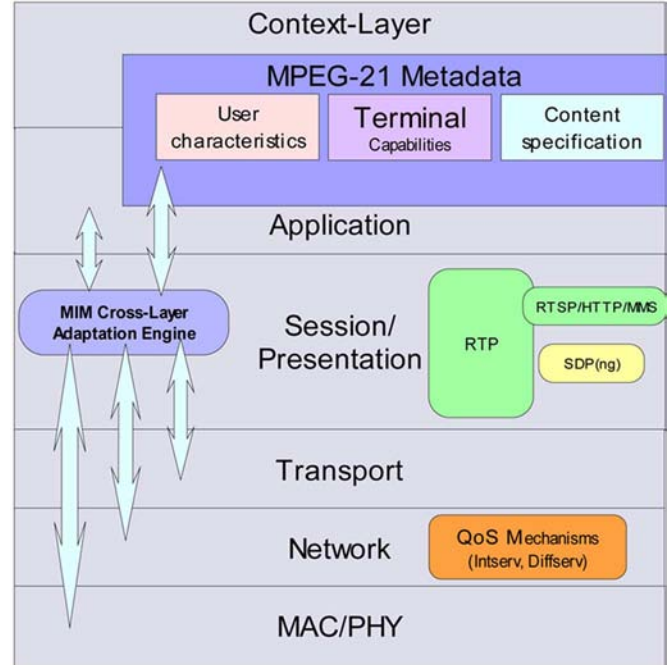 Context-Layer
MPEG-21 Metadata
User
characteristics
Terminal
Capabilities
Content
specification
Application
MIM Cross-Layer
Adaptation Engine
Session/
Presentation
RTP
RTSP/HTTP/MMS
SDP(ng)
Transport
Network
QoS Mechanisms
(Intserv, Diffserv)
MAC/PHY